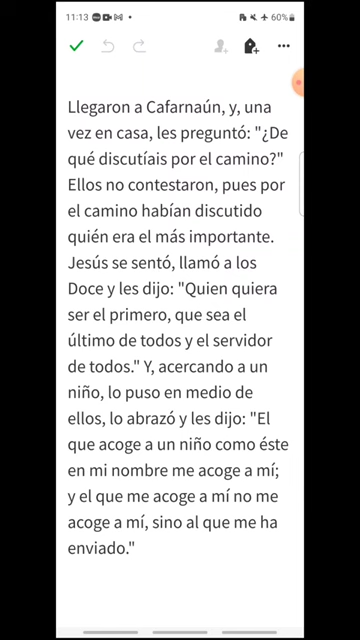 11:13
60%
Llegaron a Cafarnaún, y, una
vez en casa, les preguntó: "¿De
qué discutíais por el camino?"
Ellos no contestaron, pues por
el camino habían discutido
quién era el más importante.
Jesús se sentó, llamó a los
Doce y les dijo: "Quien quiera
ser el primero, que sea el
último de todos y el servidor
de todos." Y, acercando a un
niño, lo puso en medio de
ellos, lo abrazó y les dijo: "El
que acoge a un niño como éste
en mi nombre me acoge a mí;
y el que me acoge a mí no me
acoge a mí, sino al que me ha
enviado."